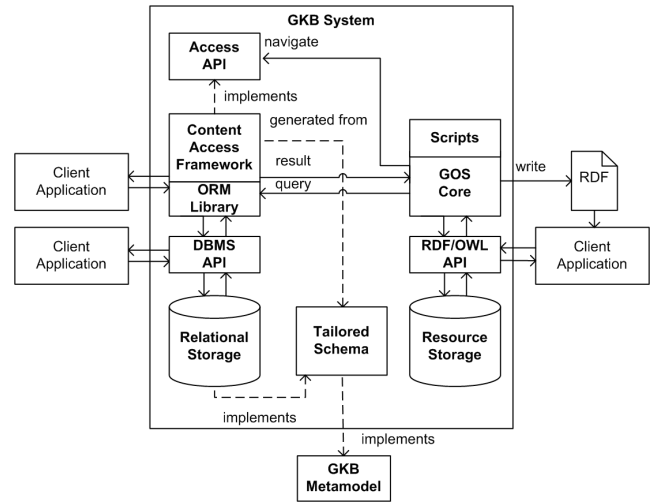 GKB System
Access
API
navigate
implements
generated from
Content
Access
Framework
Scripts
Client
Application
result
GOS
Core
write
RDF
query
ORM
Library
Client
Application
DBMS
API
RDF/OWL
API
Client
Application
Relational
Storage
Tailored
Schema
Resource
Storage
implements
implements
GKB
Metamodel